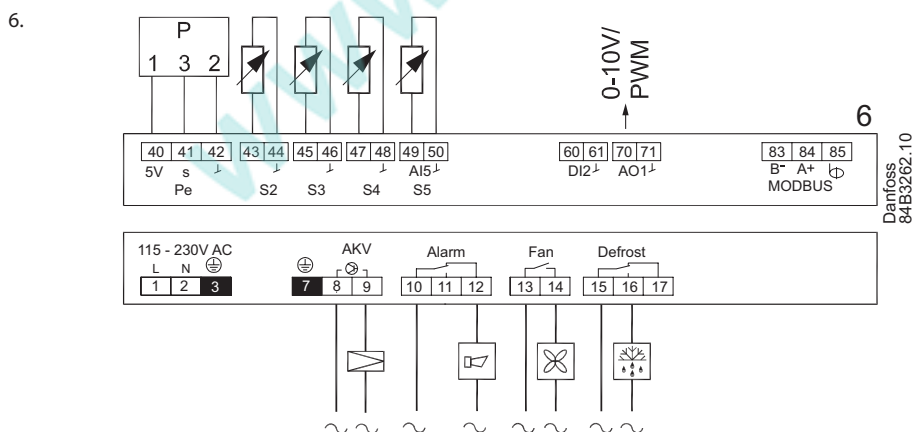 6.
P
1 3 2
0-10V/
PWM
6
40 41 42 43 44 45 46 47 48 49 50 60 61 70 71 83 84 85
5V s AI5 DI2 AO1 B- A+
Pe S2 S3 S4 S5 MODBUS
Danfoss
84B3262.10
115 - 230V AC AKV Alarm Fan Defrost
L N
1 2 3 7 8 9 10 11 12 13 14 15 16 17